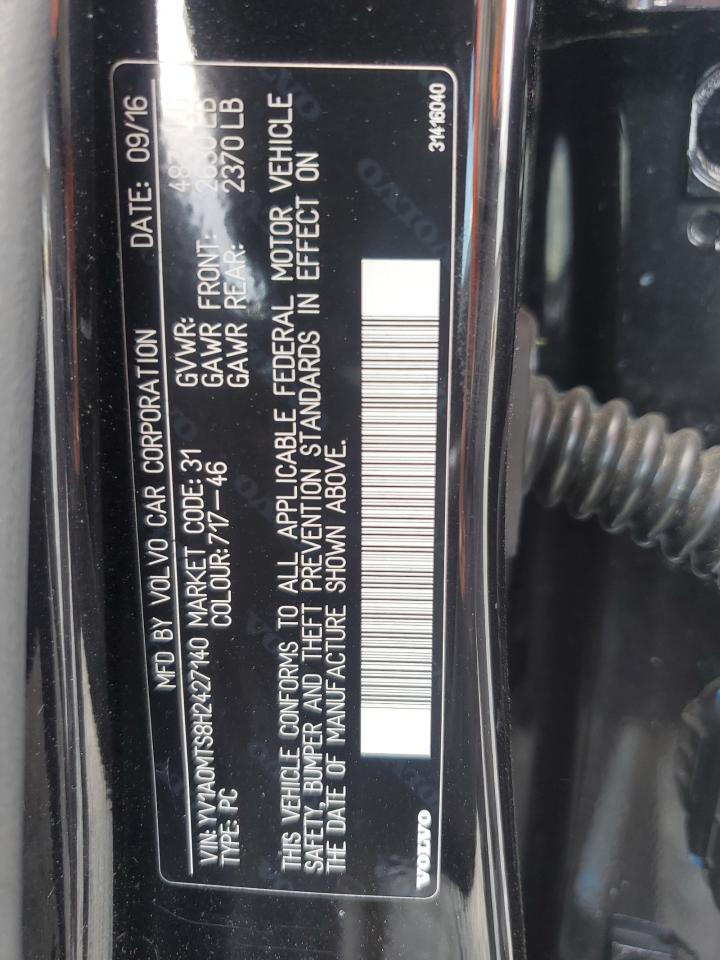 MFD BY VOLVO CAR CORPORATION DATE: 09/16
VIN: YV1A0MTS8H2427140 MARKET CODE: 31 GVWR:
TYPE: PC COLOUR: 717-46 GAWR FRONT: 2650 LB
GAWR REAR: 2370 LB
THIS VEHICLE CONFORMS TO ALL APPLICABLE FEDERAL MOTOR VEHICLE
SAFETY, BUMPER AND THEFT PREVENTION STANDARDS IN EFFECT ON
THE DATE OF MANUFACTURE SHOWN ABOVE.
VOLVO 31416040